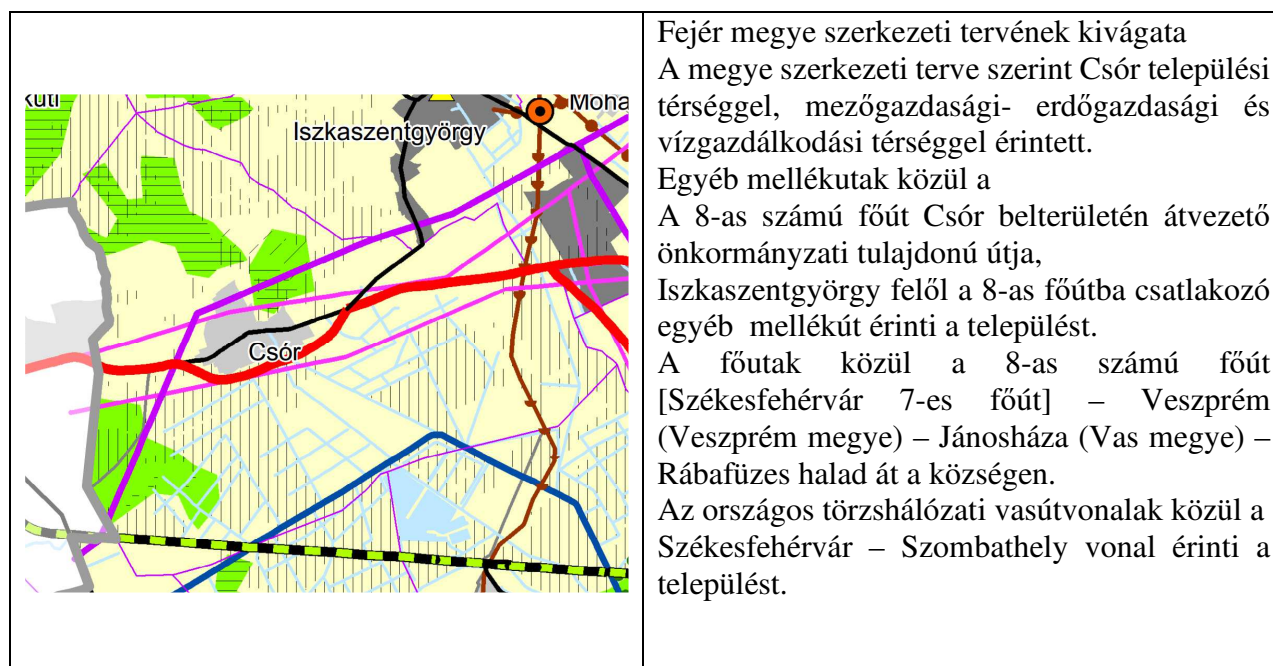 kuti
Moha
Iszkaszentgyörgy
Csór
Fejér megye szerkezeti tervének kivágata
A megye szerkezeti terve szerint Csór települési
térséggel, mezőgazdasági- erdőgazdasági és
vízgazdálkodási térséggel érintett.
Egyéb mellékutak közül a
A 8-as számú főút Csór belterületén átvezető
önkormányzati tulajdonú útja,
Iszkaszentgyörgy felől a 8-as főútba csatlakozó
egyéb mellékút érinti a települést.
A főutak közül a 8-as számú főút
[Székesfehérvár 7-es főút] – Veszprém
(Veszprém megye) – Jánosháza (Vas megye) –
Rábafüzes halad át a községen.
Az országos törzshálózati vasútvonalak közül a
Székesfehérvár – Szombathely vonal érinti a
települést.